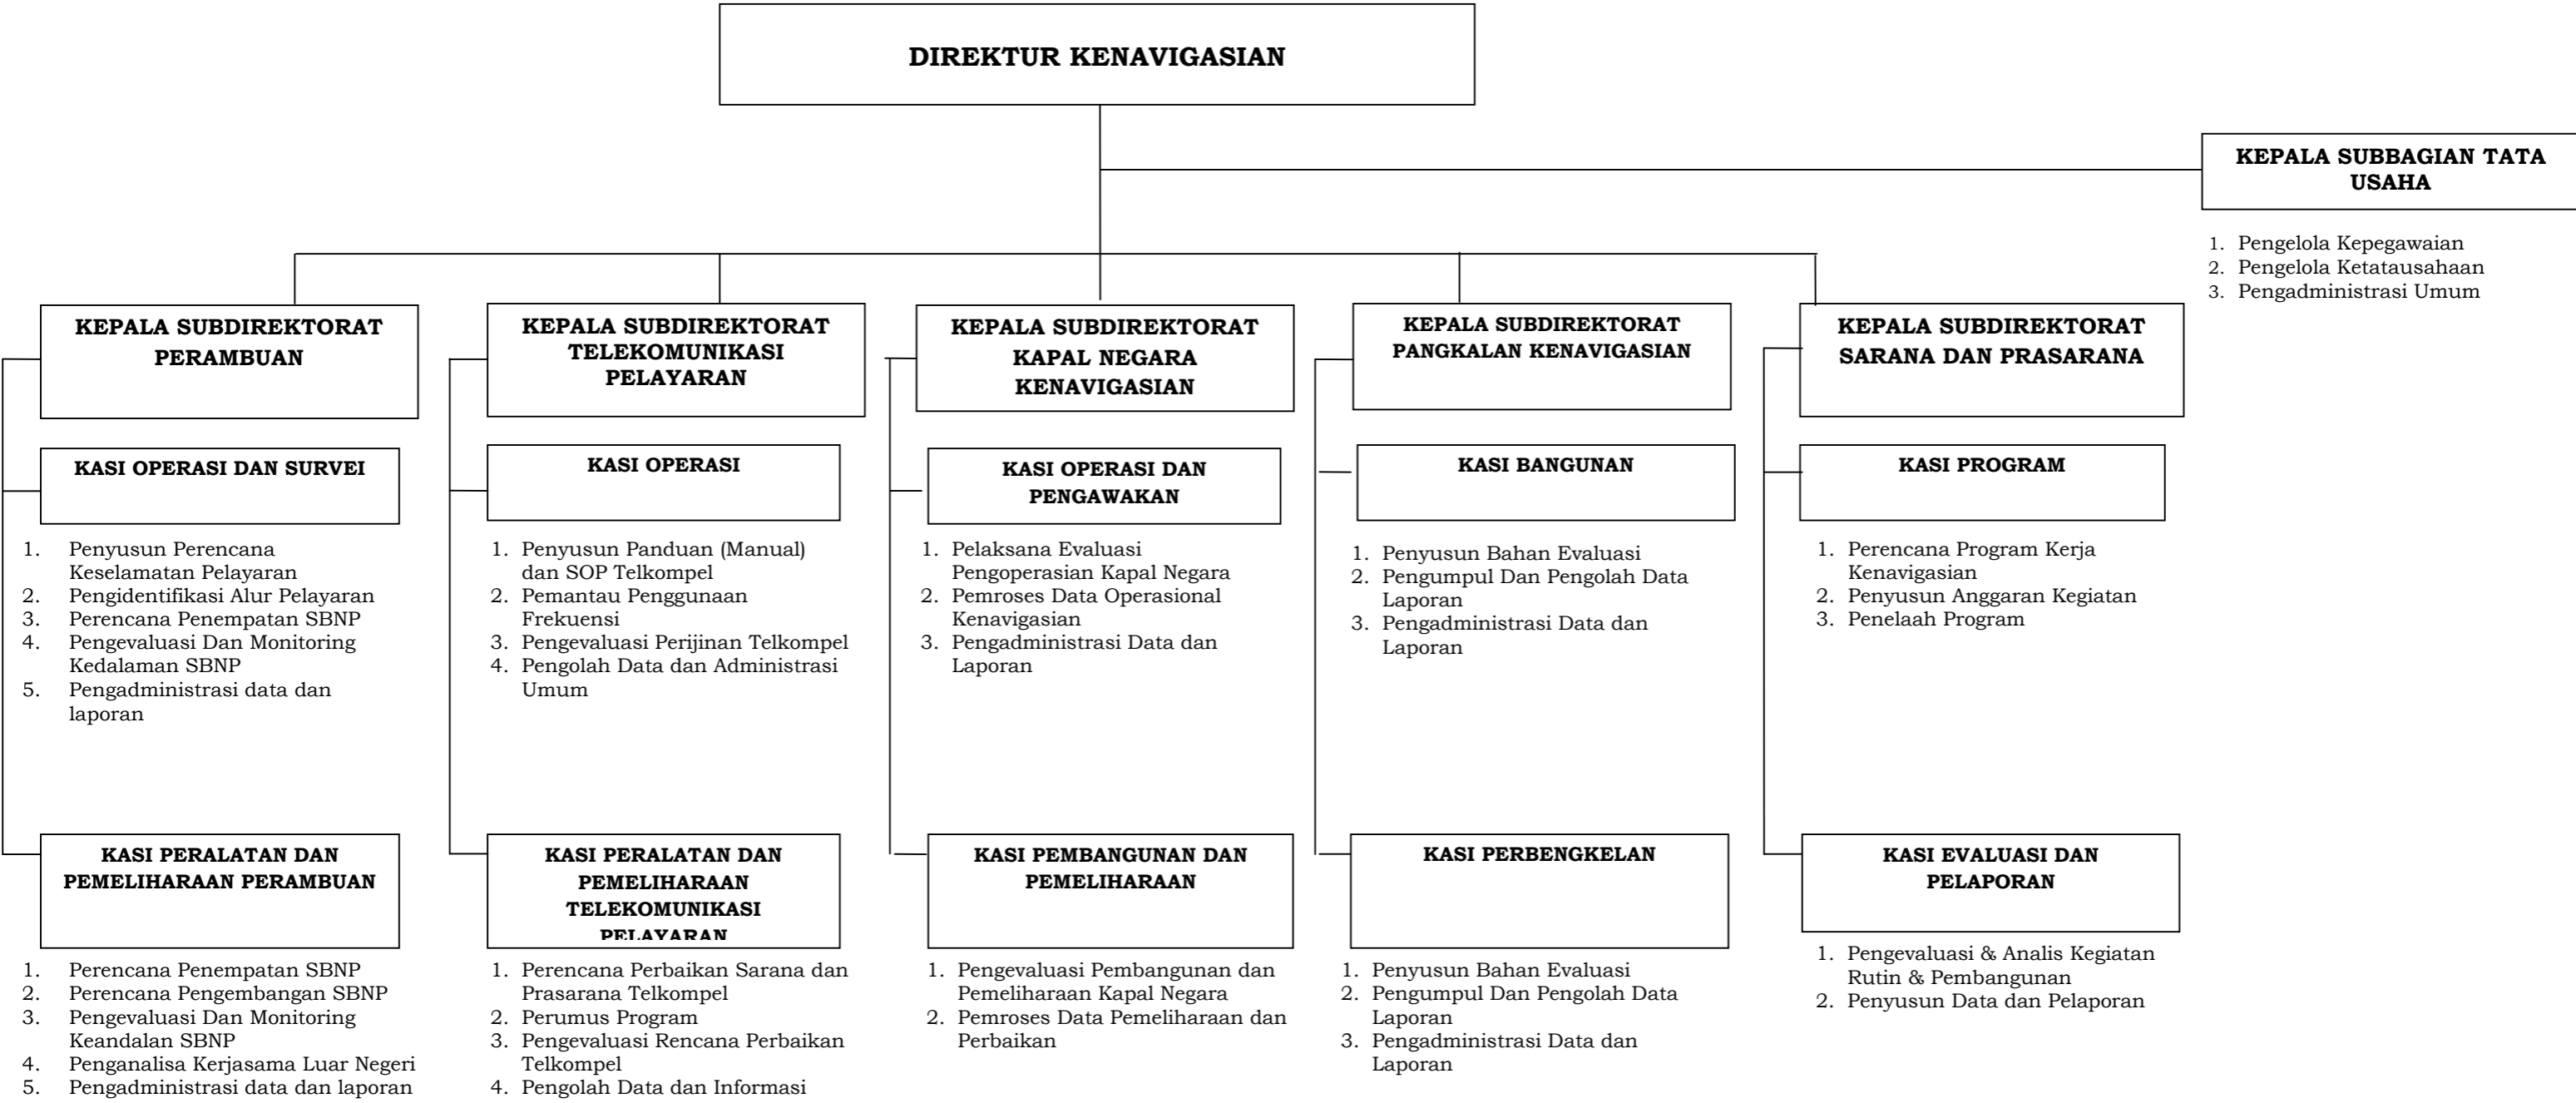 DIREKTUR KENAVIGASIAN
KEPALA SUBBAGIAN TATA
USAHA
1. Pengelola Kepegawaian
2. Pengelola Ketatausahaan
3. Pengadministrasi Umum
KEPALA SUBDIREKTORAT
PERAMBUAN
KASI OPERASI DAN SURVEI
1. Penyusun Perencana
Keselamatan Pelayaran
2. Pengidentifikasi Alur Pelayaran
3. Perencana Penempatan SBNP
4. Pengevaluasi Dan Monitoring
Kedalaman SBNP
5. Pengadministrasi data dan
laporan
KASI PERALATAN DAN
PEMELIHARAAN PERAMBUAN
1. Perencana Penempatan SBNP
2. Perencana Pengembangan SBNP
3. Pengevaluasi Dan Monitoring
Keandalan SBNP
4. Penganalisa Kerjasama Luar Negeri
5. Pengadministrasi data dan laporan
KEPALA SUBDIREKTORAT
TELEKOMUNIKASI
PELAYARAN
KASI OPERASI
1. Penyusun Panduan (Manual)
dan SOP Telkompel
2. Pemantau Penggunaan
Frekuensi
3. Pengevaluasi Perijinan Telkompel
4. Pengolah Data dan Administrasi
Umum
KASI PERALATAN DAN
PEMELIHARAAN
TELEKOMUNIKASI
PELAYARAN
1. Perencana Perbaikan Sarana dan
Prasarana Telkompel
2. Perumus Program
3. Pengevaluasi Rencana Perbaikan
Telkompel
4. Pengolah Data dan Informasi
KEPALA SUBDIREKTORAT
KAPAL NEGARA
KENAVIGASIAN
KASI OPERASI DAN
PENGAWAKAN
1. Pelaksana Evaluasi
Pengoperasian Kapal Negara
2. Pemroses Data Operasional
Kenavigasian
3. Pengadministrasi Data dan
Laporan
KASI PEMBANGUNAN DAN
PEMELIHARAAN
1. Pengevaluasi Pembangunan dan
Pemeliharaan Kapal Negara
2. Pemroses Data Pemeliharaan dan
Perbaikan
KEPALA SUBDIREKTORAT
PANGKALAN KENAVIGASIAN
KASI BANGUNAN
1. Penyusun Bahan Evaluasi
2. Pengumpul Dan Pengolah Data
Laporan
3. Pengadministrasi Data dan
Laporan
KASI PERBENGKELAN
1. Penyusun Bahan Evaluasi
2. Pengumpul Dan Pengolah Data
Laporan
3. Pengadministrasi Data dan
Laporan
KEPALA SUBDIREKTORAT
SARANA DAN PRASARANA
KASI PROGRAM
1. Perencana Program Kerja
Kenavigasian
2. Penyusun Anggaran Kegiatan
3. Penelaah Program
KASI EVALUASI DAN
PELAPORAN
1. Pengevaluasi & Analis Kegiatan
Rutin & Pembangunan
2. Penyusun Data dan Pelaporan